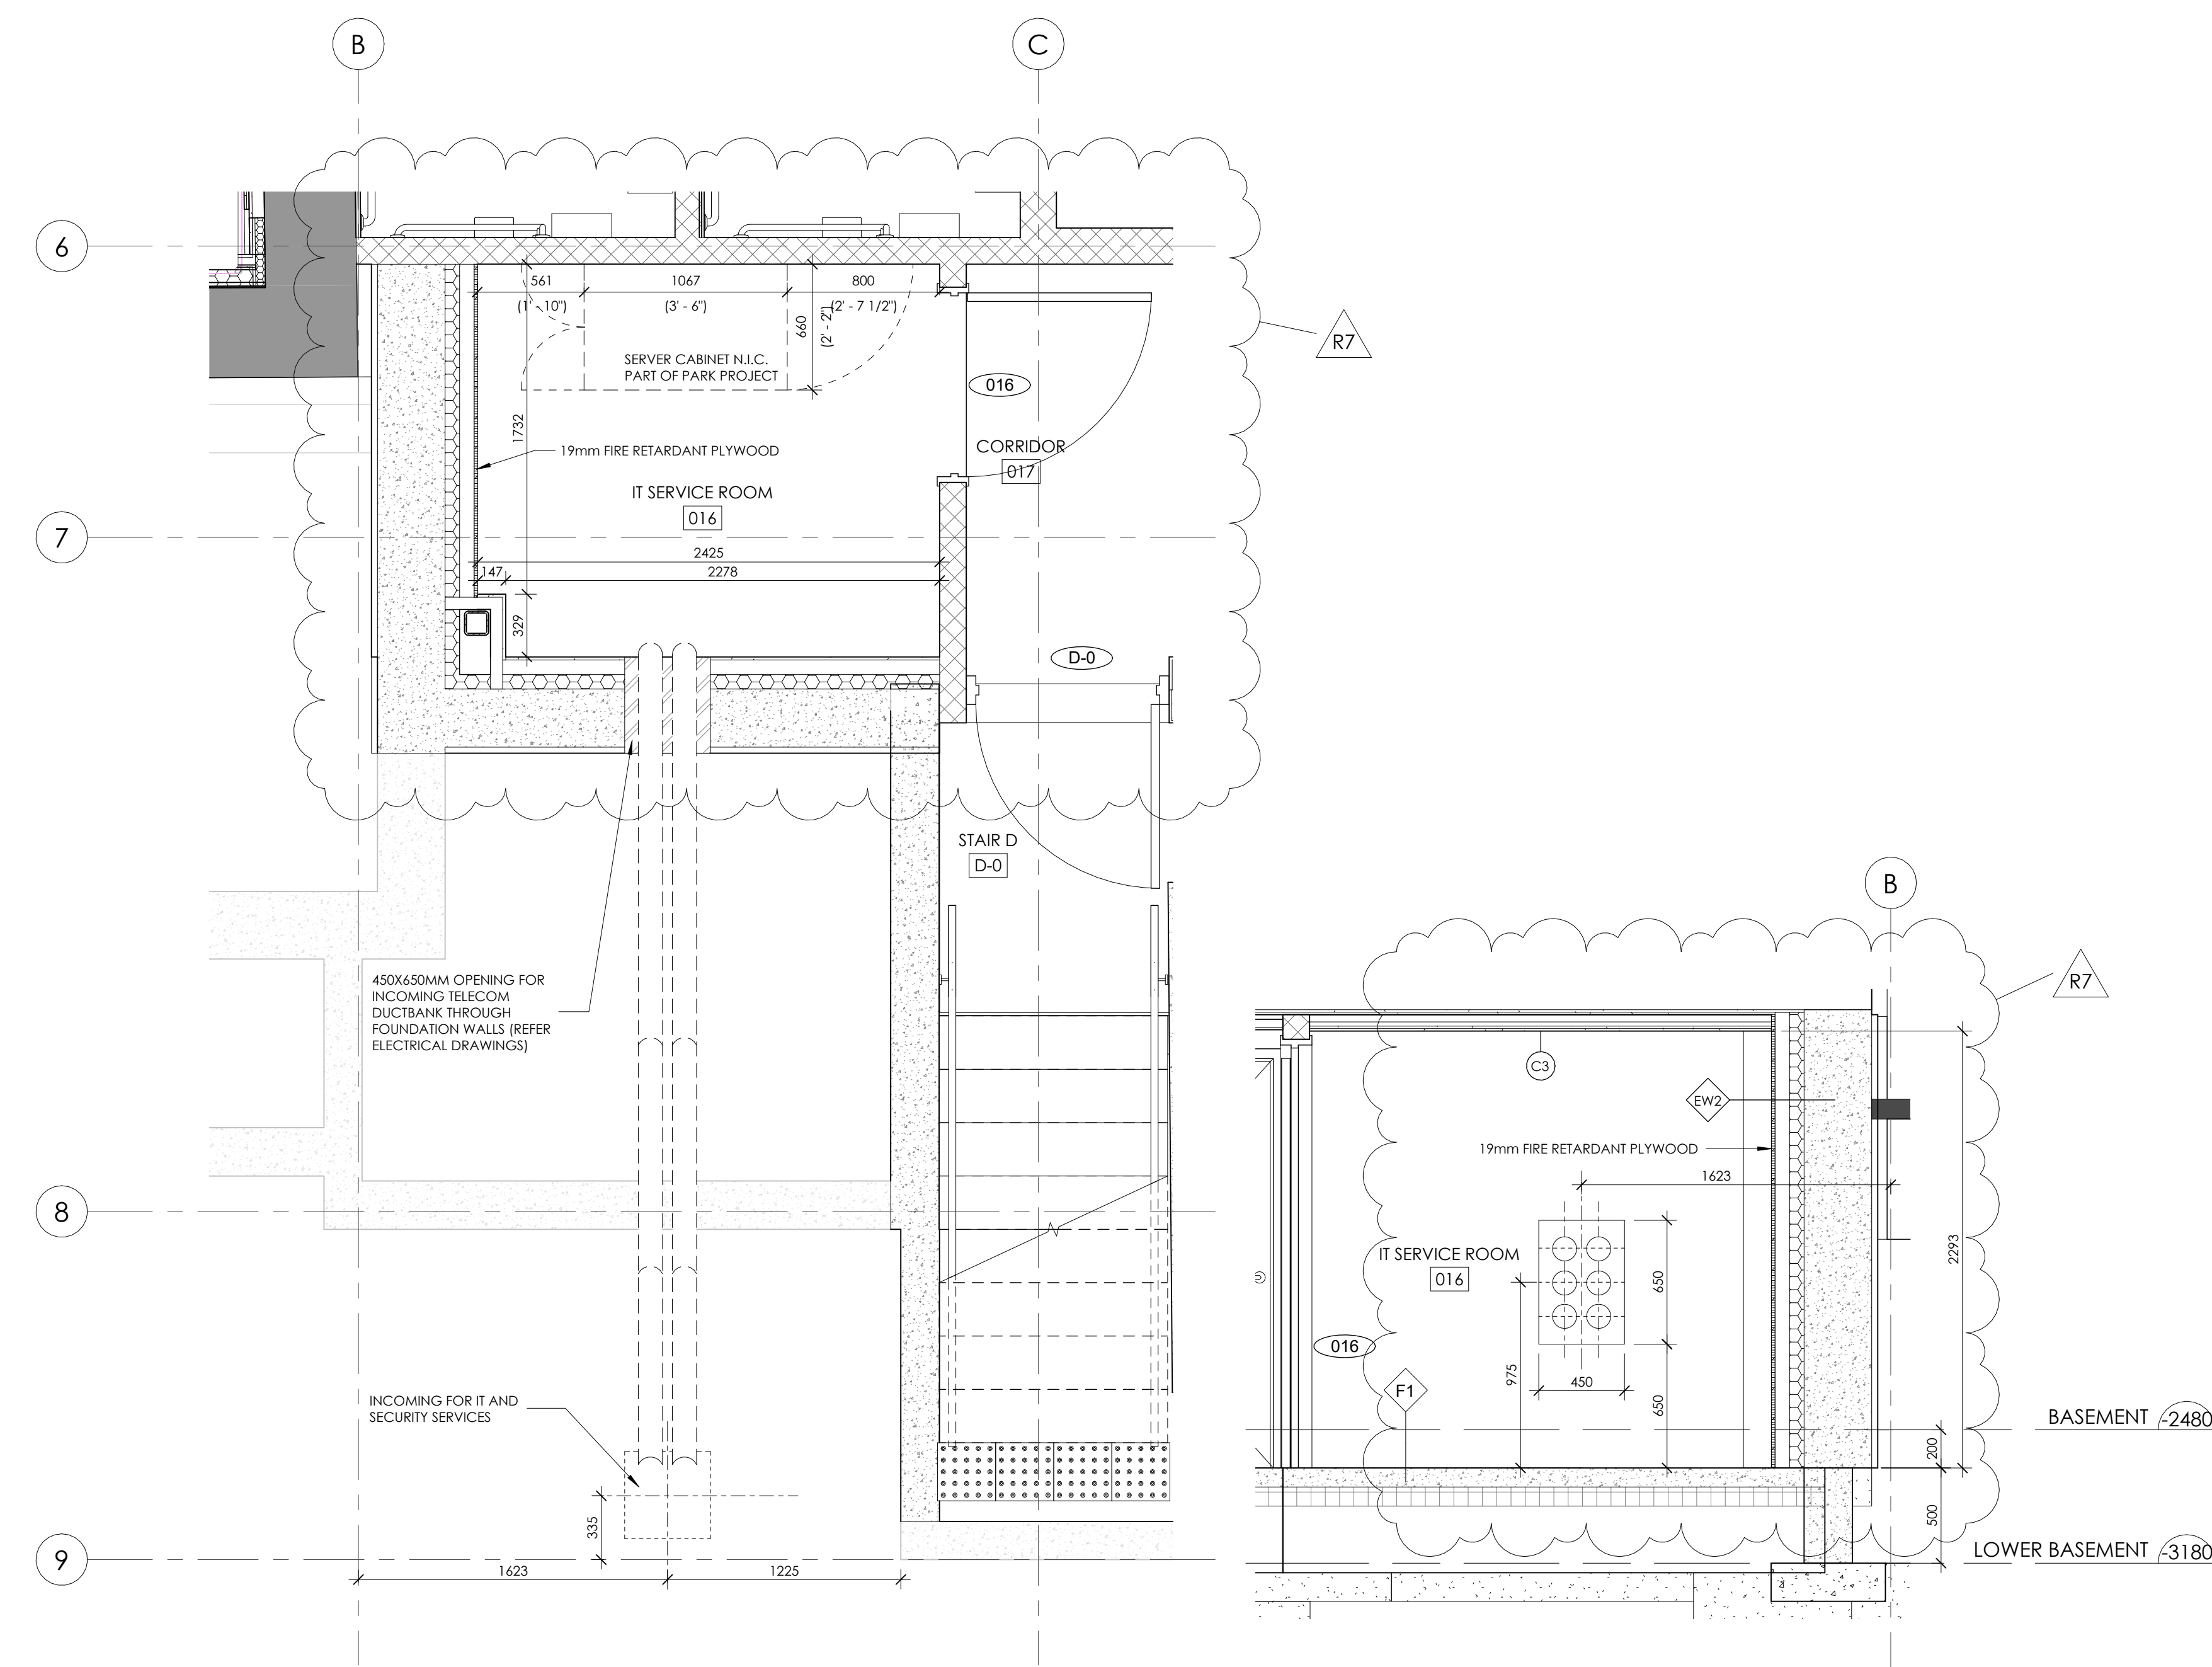 B
C
6
561
1067
800
(1' - 10")
(3' - 6")
(2' - 7 1/2")
660
(2' - 2")
R7
SERVER CABINET N.I.C.
PART OF PARK PROJECT
016
1732
19mm FIRE RETARDANT PLYWOOD
CORRIDOR
017
IT SERVICE ROOM
016
7
2425
147
2278
329
D-0
STAIR D
D-0
450X650MM OPENING FOR
INCOMING TELECOM
DUCTBANK THROUGH
FOUNDATION WALLS (REFER
ELECTRICAL DRAWINGS)
8
INCOMING FOR IT AND
SECURITY SERVICES
335
9
1623
1225
B
R7
C3
EW2
19mm FIRE RETARDANT PLYWOOD
1623
2293
IT SERVICE ROOM
016
650
016
975
450
F1
650
BASEMENT -2480
200
500
LOWER BASEMENT -3180